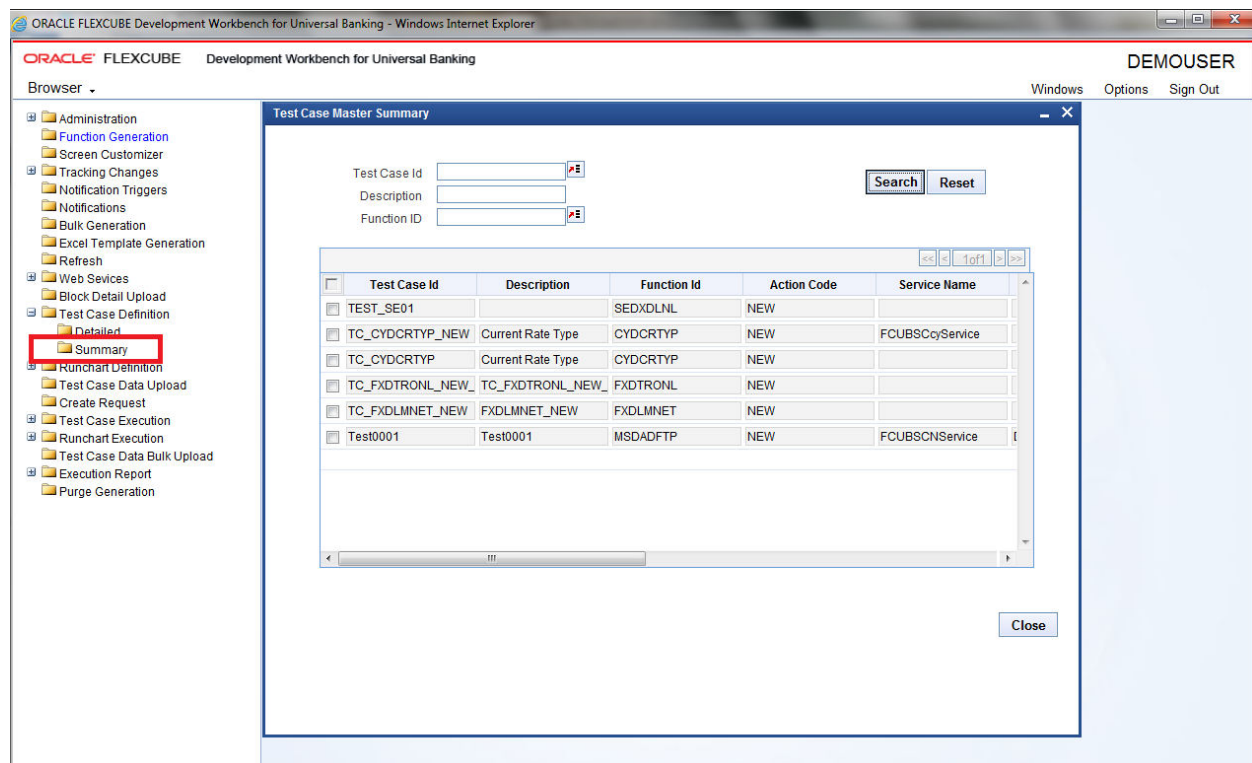 ORACLE FLEXCUBE Development Workbench for Universal Banking - Windows Internet Explorer
ORACLE FLEXCUBE Development Workbench for Universal Banking
DEMOUSER
Browser
Windows Options Sign Out
Administration
Function Generation
Screen Customizer
Tracking Changes
Notification Triggers
Notifications
Bulk Generation
Excel Template Generation
Refresh
Web Sevices
Block Detail Upload
Test Case Definition
Detailed
Summary
Runchart Definition
Test Case Data Upload
Create Request
Test Case Execution
Runchart Execution
Test Case Data Bulk Upload
Execution Report
Purge Generation
Test Case Master Summary
Test Case Id
Description
Function ID
Search Reset
<< < 1of1 > >>
Test Case Id Description Function Id Action Code Service Name
TEST_SE01 SEDXDLNL NEW
TC_CYDCRTYP_NEW Current Rate Type CYDCRTYP NEW FCUBSCcyService
TC_CYDCRTYP Current Rate Type CYDCRTYP NEW
TC_FXDTRONL_NEW_ TC_FXDTRONL_NEW_ FXDTRONL NEW
TC_FXDLMNET_NEW FXDLMNET_NEW FXDLMNET NEW
Test0001 Test0001 MSDADFTP NEW FCUBSCNService
Close